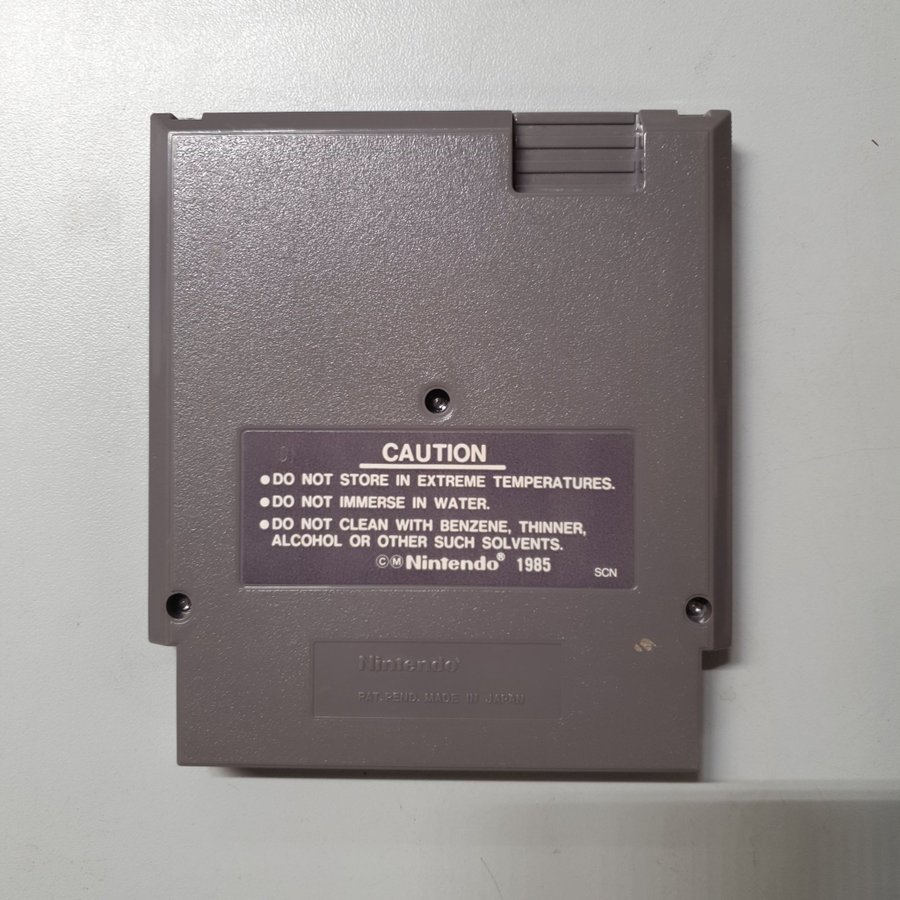 CAUTION
●DO NOT STORE IN EXTREME TEMPERATURES.
●DO NOT IMMERSE IN WATER.
●DO NOT CLEAN WITH BENZENE, THINNER,
ALCOHOL OR OTHER SUCH SOLVENTS.
ⒸⓂNintendo® 1985
SCN
Nintendo
PAT. PEND. MADE IN JAPAN